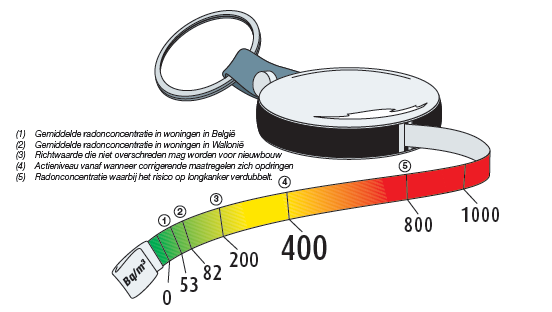 (1) Gemiddelde radonconcentratie in woningen in België
(2) Gemiddelde radonconcentratie in woningen in Wallonië
(3) Richtwaarde die niet overschreden mag worden voor nieuwbouw
(4) Actieniveau vanaf wanneer corrigerende maatregelen zich opdringen
(5) Radonconcentratie waarbij het risico op longkanker verdubbelt.
1 2 3 4 5
Bq/m³
0 53 82 200 400 800 1000